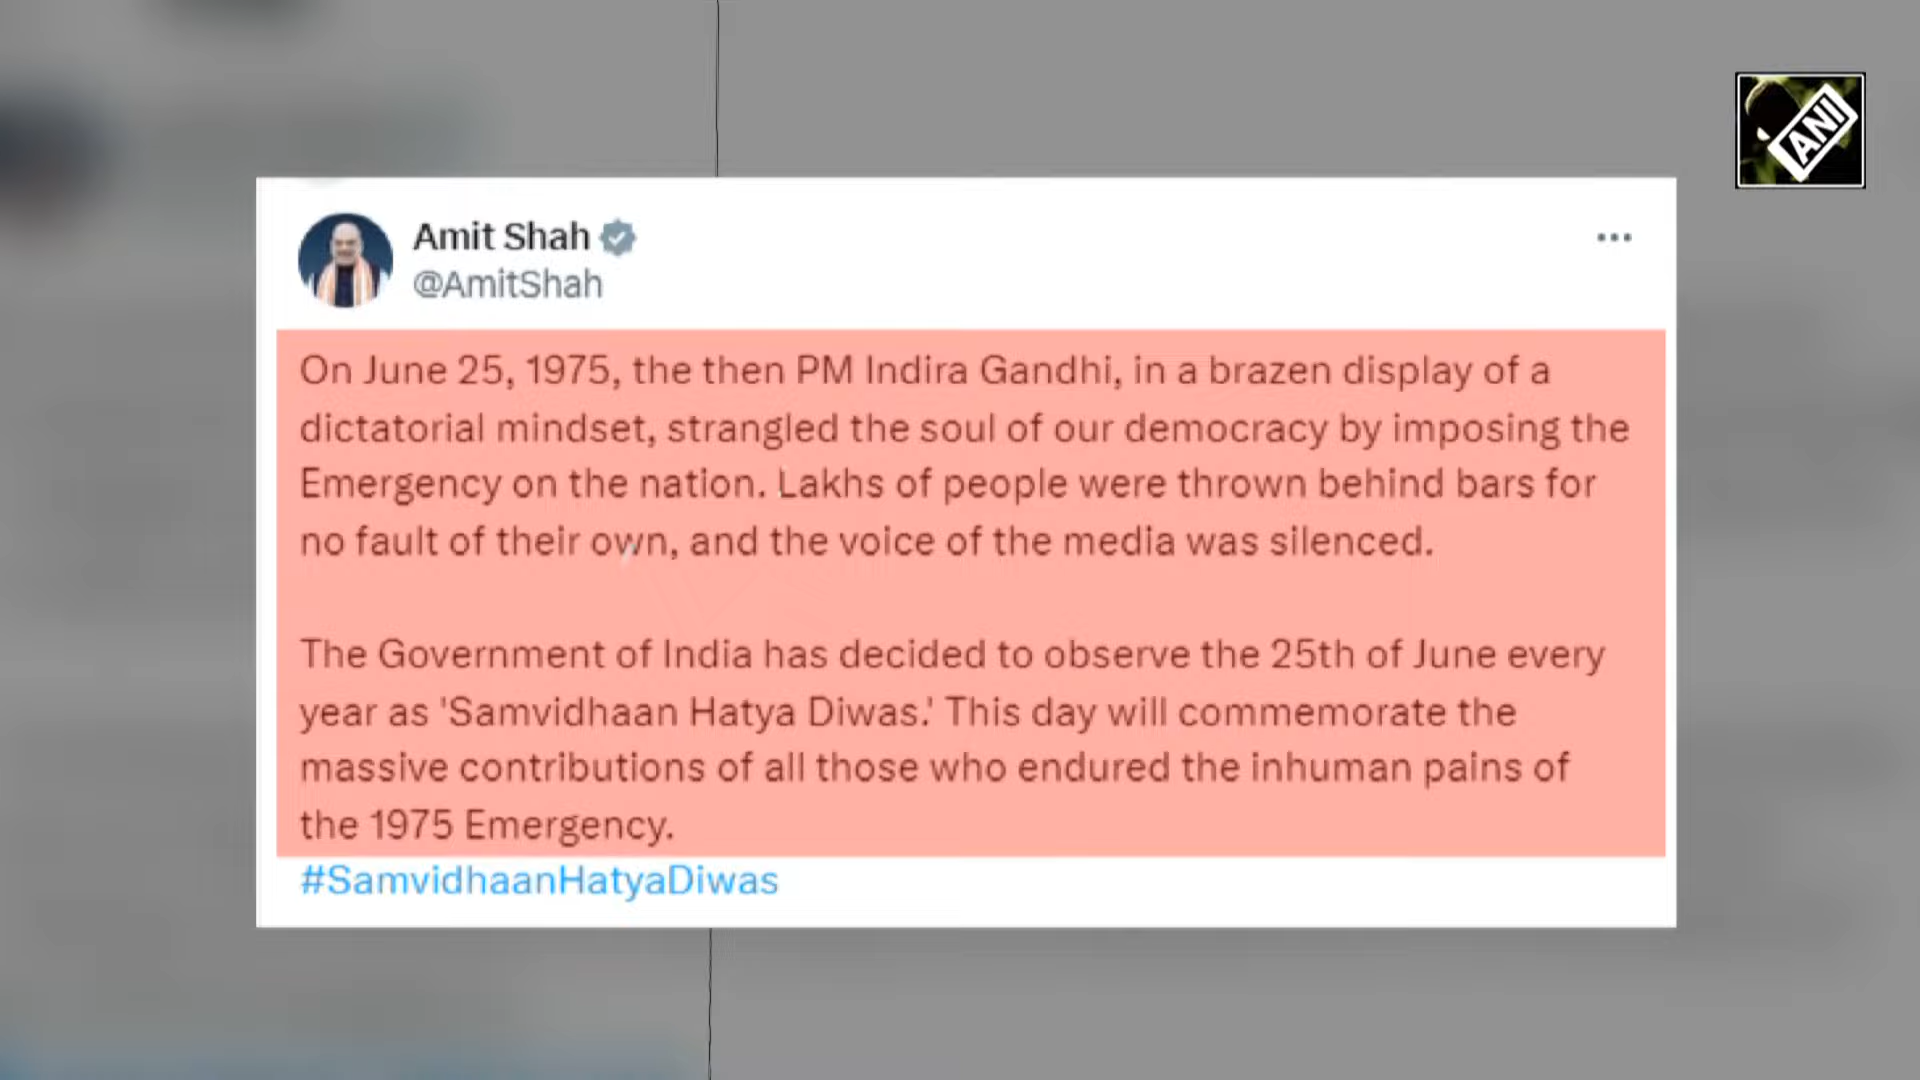 ANI
Amit Shah
@AmitShah
On June 25, 1975, the then PM Indira Gandhi, in a brazen display of a
dictatorial mindset, strangled the soul of our democracy by imposing the
Emergency on the nation. Lakhs of people were thrown behind bars for
no fault of their own, and the voice of the media was silenced.
The Government of India has decided to observe the 25th of June every
year as 'Samvidhaan Hatya Diwas.' This day will commemorate the
massive contributions of all those who endured the inhuman pains of
the 1975 Emergency.
#SamvidhaanHatyaDiwas